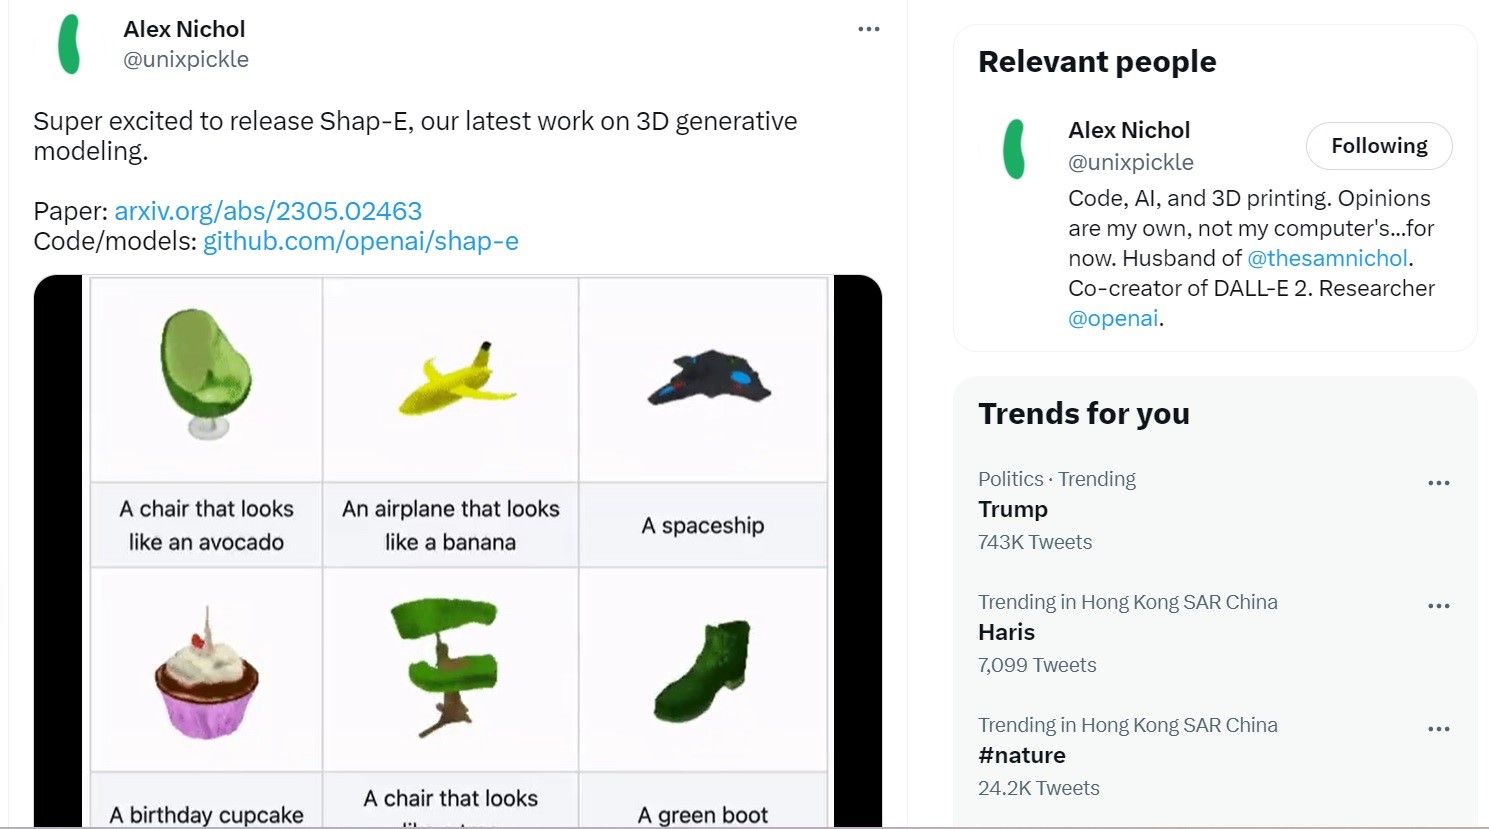 Alex Nichol
@unixpickle
Super excited to release Shap-E, our latest work on 3D generative
modeling.
Paper: arxiv.org/abs/2305.02463
Code/models: github.com/openai/shap-e
A chair that looks
like an avocado
An airplane that looks
like a banana
A spaceship
A birthday cupcake
A chair that looks
A green boot
Relevant people
Alex Nichol
@unixpickle
Following
Code, AI, and 3D printing. Opinions
are my own, not my computer's...for
now. Husband of @thesamnichol.
Co-creator of DALL-E 2. Researcher
@openai.
Trends for you
Politics · Trending
Trump
743K Tweets
Trending in Hong Kong SAR China
Haris
7,099 Tweets
Trending in Hong Kong SAR China
#nature
24.2K Tweets